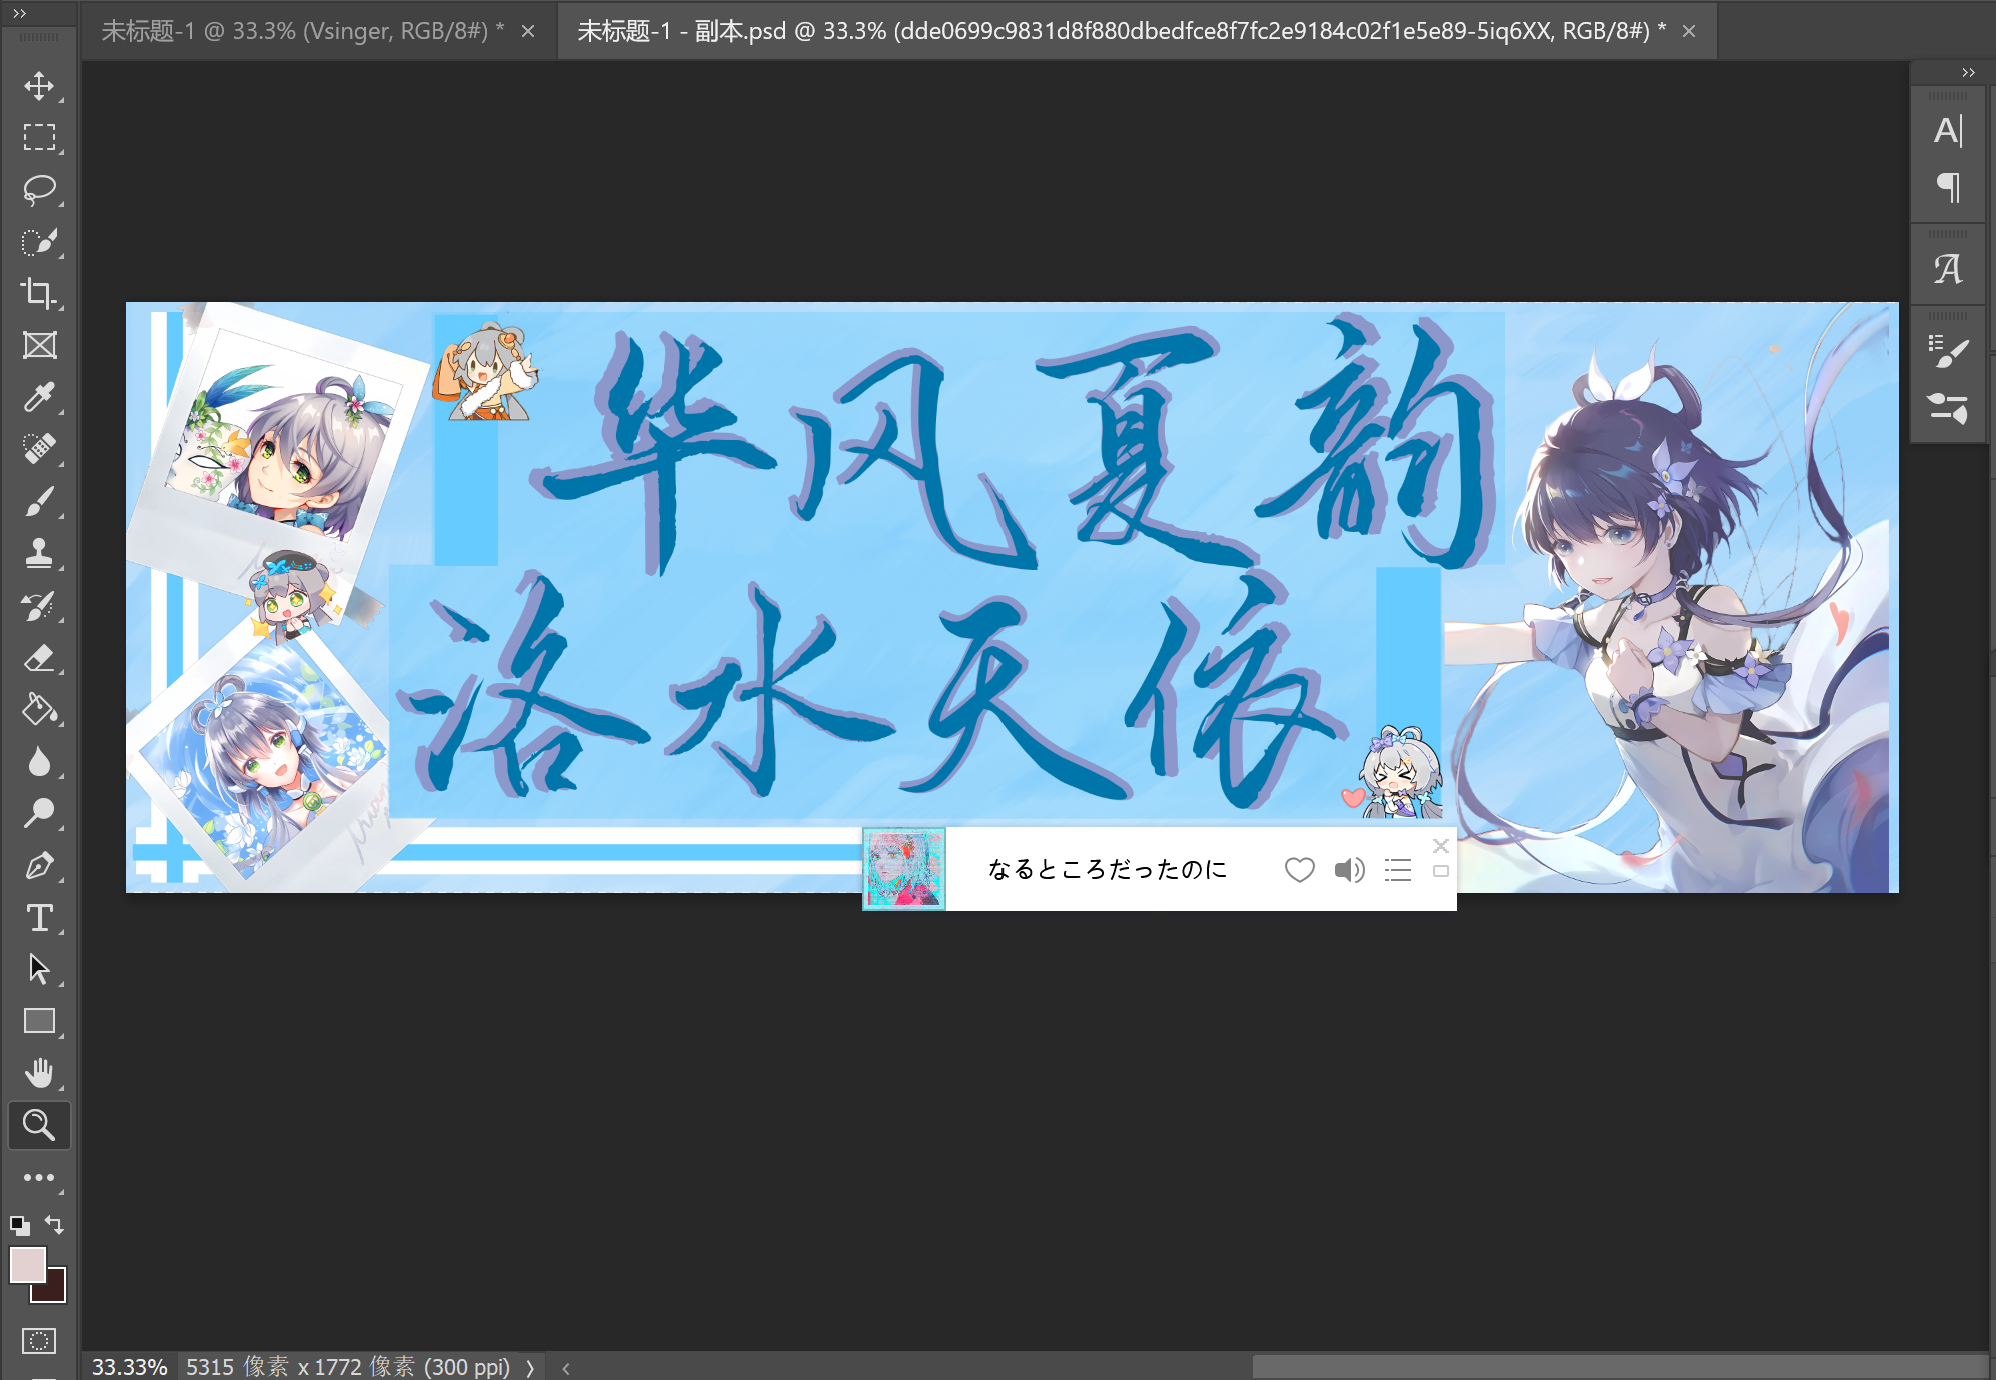 未标题-1 @ 33.3% (Vsinger, RGB/8#) *
未标题-1 - 副本.psd @ 33.3% (dde0699c9831d8f880dbedfce8f7fc2e9184c02f1e5e89-5iq6XX, RGB/8#) *
华风夏韵
洛水天依
なるところだったのに
33.33%
5315 像素 x 1772 像素 (300 ppi)